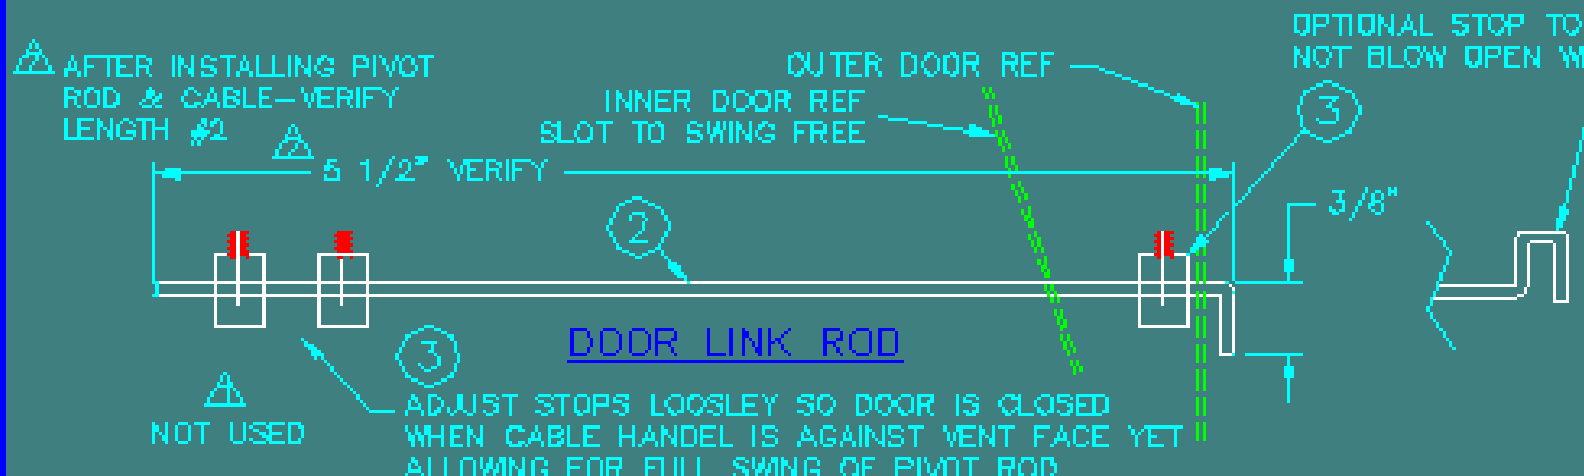 OPTIONAL STOP TO
NOT BLOW OPEN
AFTER INSTALLING PIVOT
ROD & CABLE-VERIFY
LENGTH #2
OUTER DOOR REF
INNER DOOR REF
SLOT TO SWING FREE
3
5 1/2" VERIFY
3/8"
2
DOOR LINK ROD
3
NOT USED
ADJUST STOPS LOOSLEY SO DOOR IS CLOSED
WHEN CABLE HANDEL IS AGAINST VENT FACE YET
ALLOWING FOR FULL SWING OF PIVOT ROD